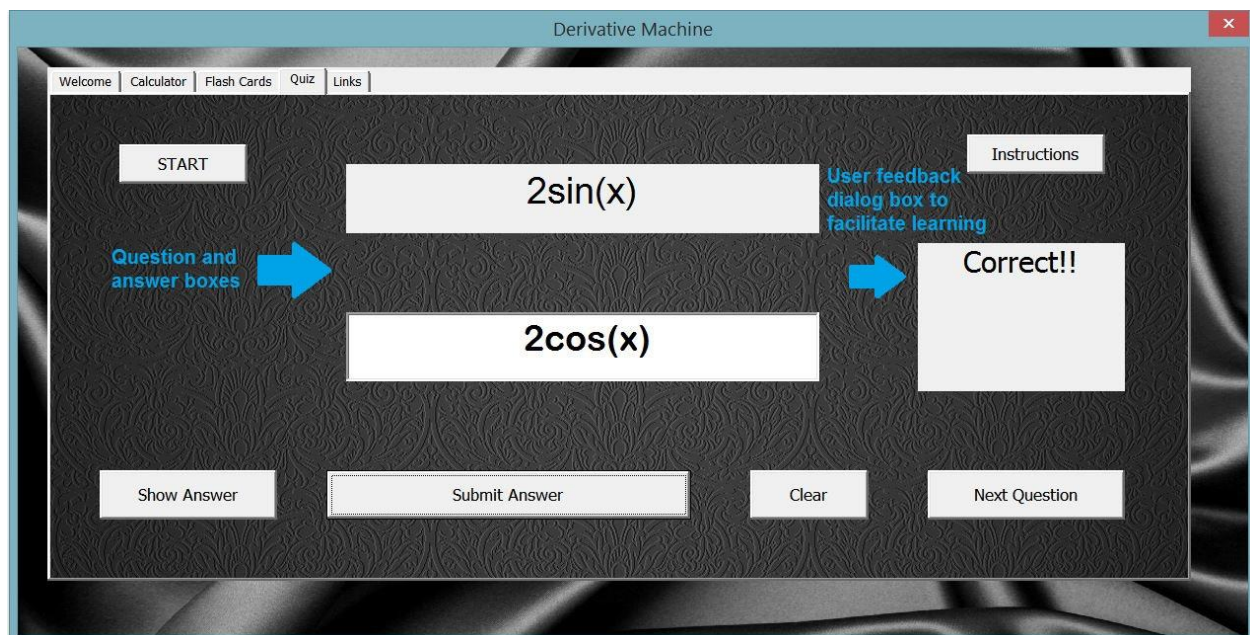 Derivative Machine
Welcome Calculator Flash Cards Quiz Links
START
Instructions
2sin(x)
User feedback
dialog box to
facilitate learning
Question and
answer boxes
Correct!!
2cos(x)
Show Answer
Submit Answer
Clear
Next Question